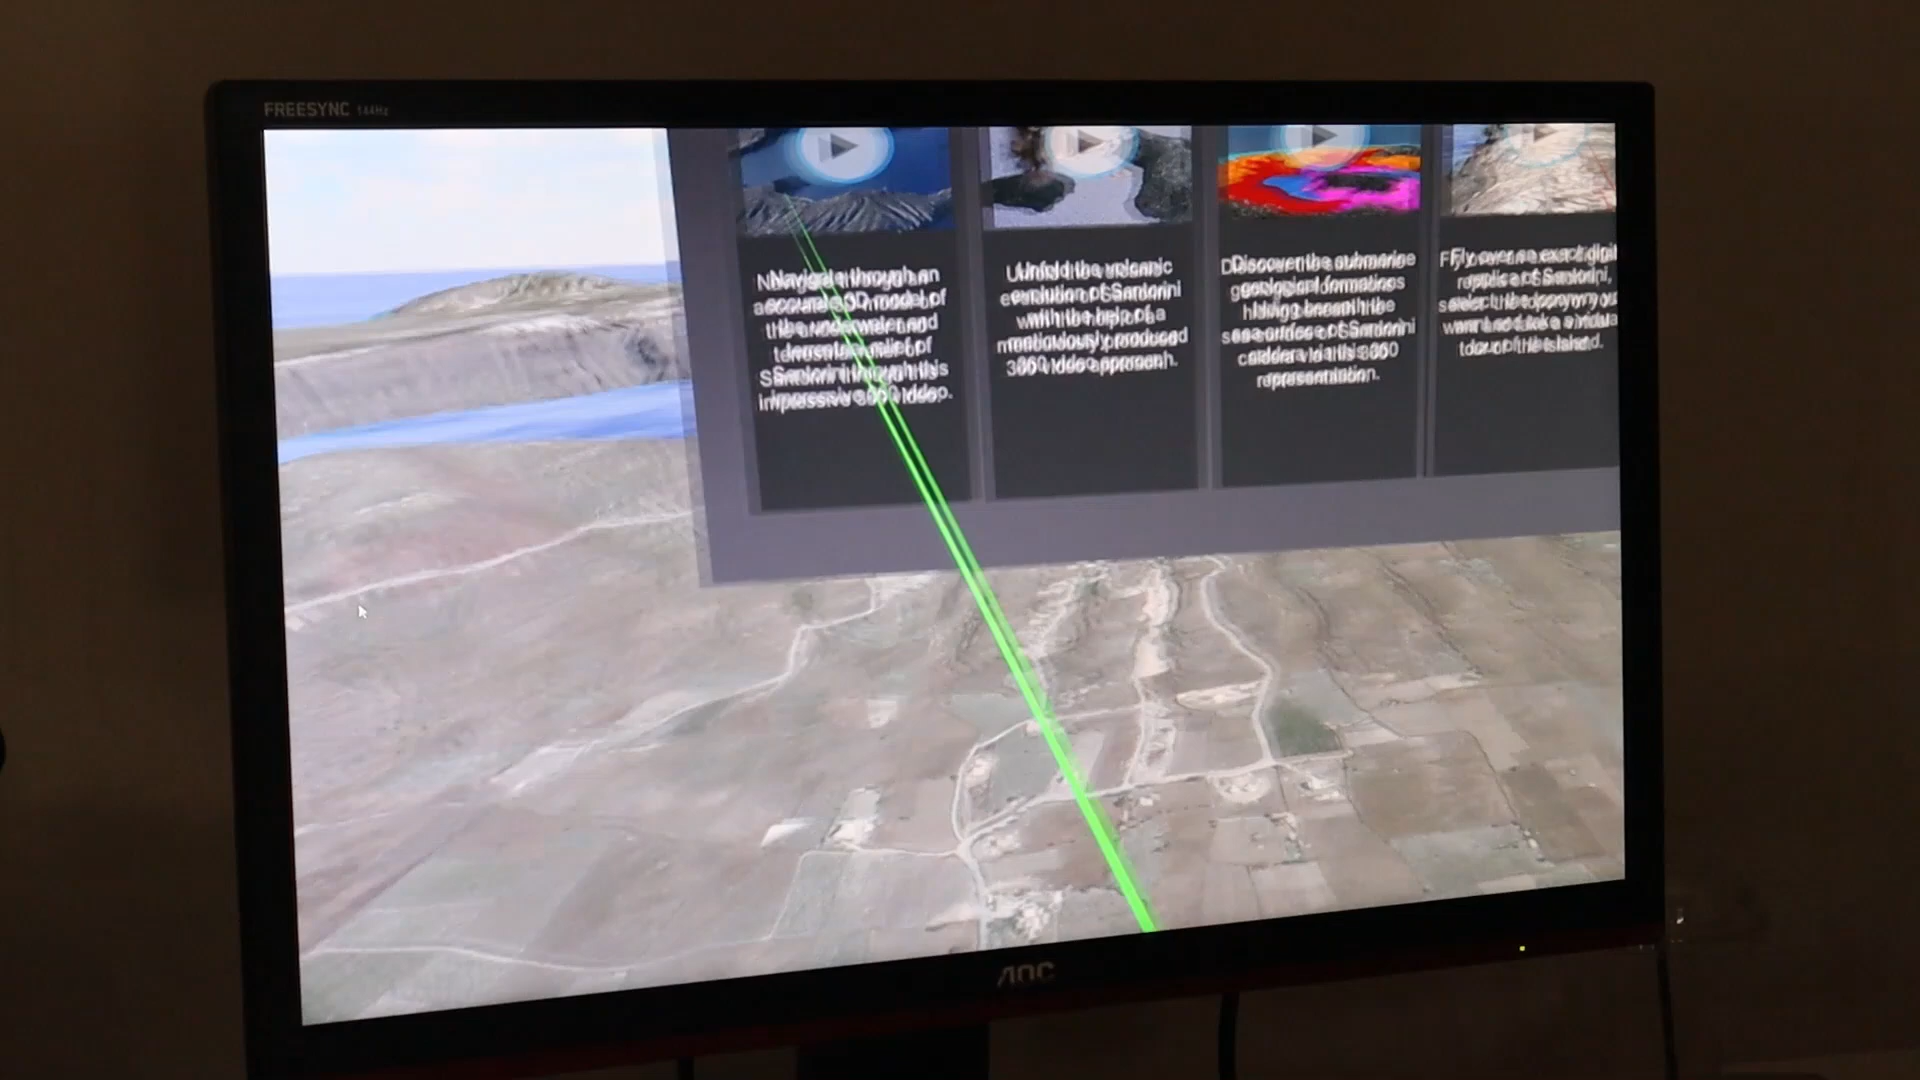 FREESYNC 144Hz
Navigate through an
accurate 3D model of
the underwater and
terrestrial relief of
Santorini through this
impressive 360 video.
Unfold the volcanic
evolution of Santorini
with the help of a
meticulously produced
360 video approach.
Discover the submarine
geological formations
hiding beneath the
sea surface of Santorini
caldera via this 360
representation.
Fly over an exact digital
replica of Santorini,
select the you
want and take a virtual
tour of the island.
AOC